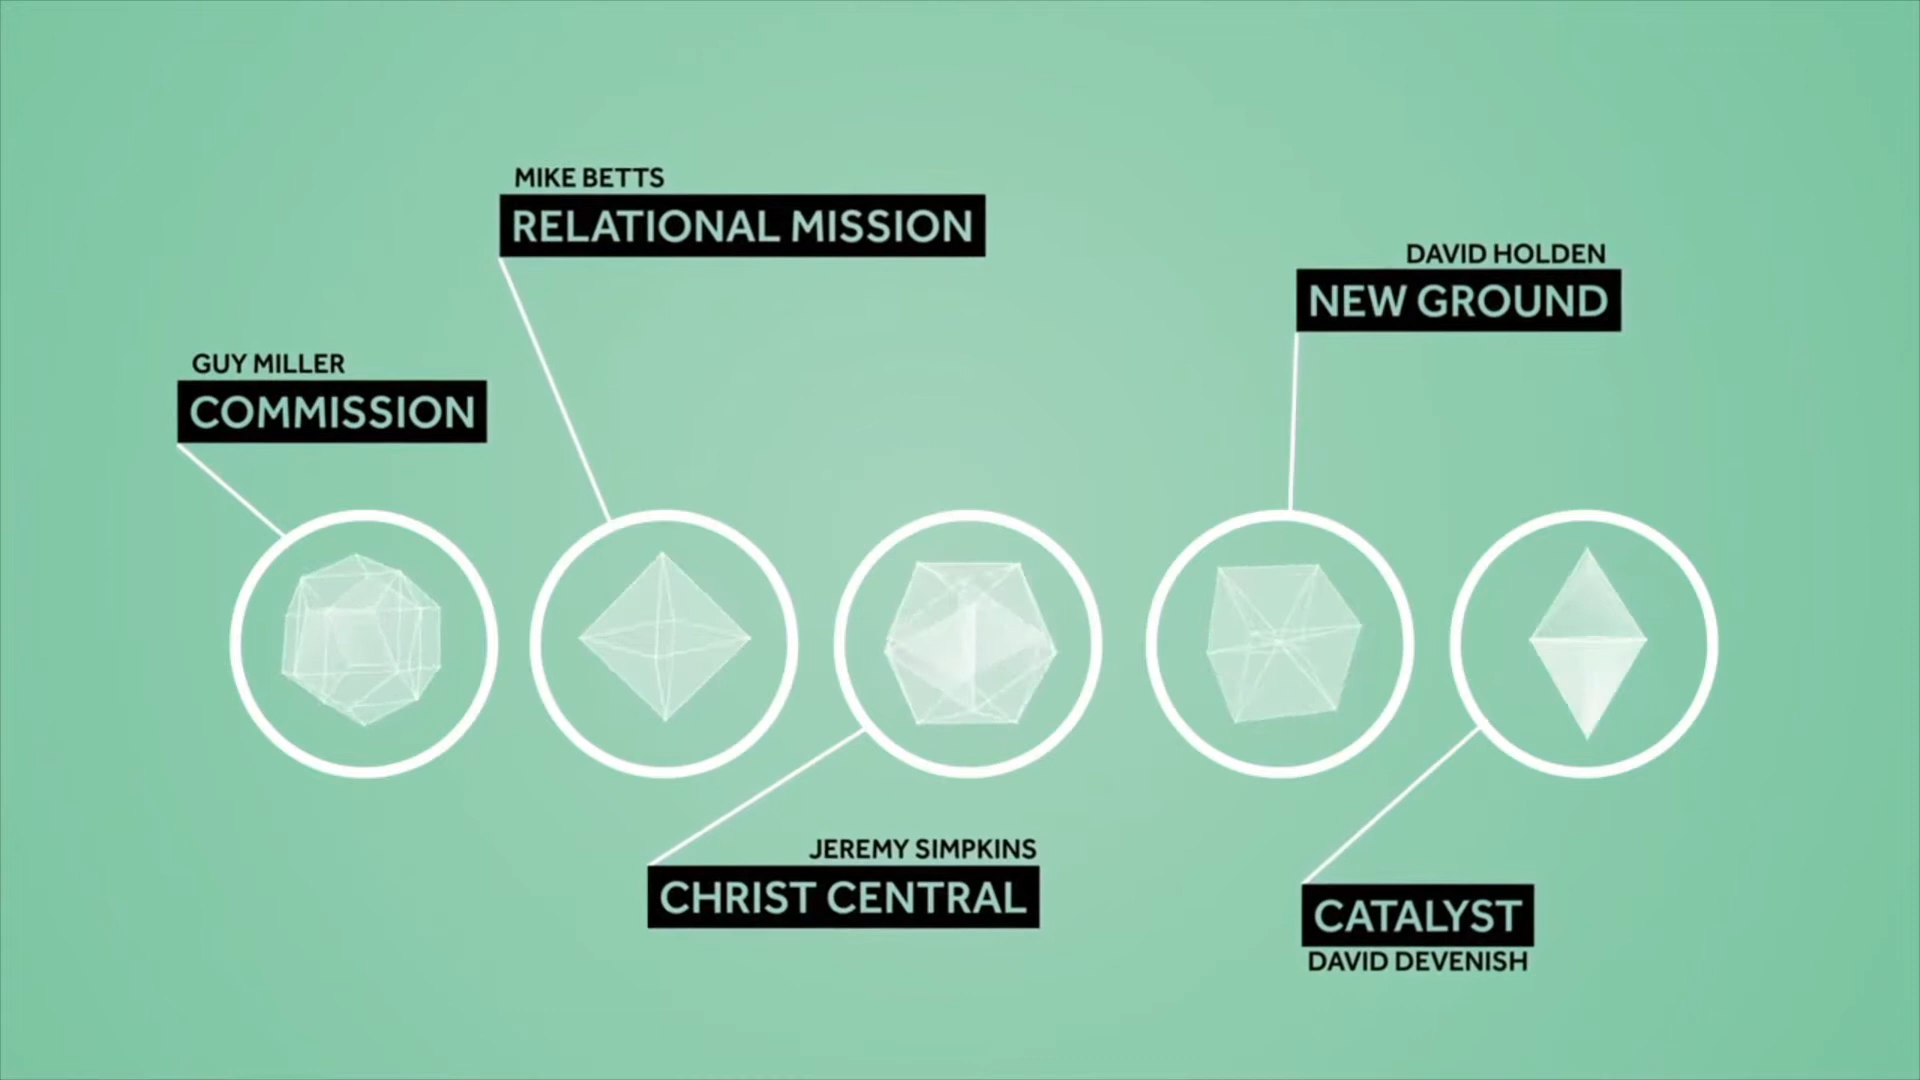 MIKE BETTS
RELATIONAL MISSION
DAVID HOLDEN
NEW GROUND
GUY MILLER
COMMISSION
JEREMY SIMPKINS
CHRIST CENTRAL
CATALYST
DAVID DEVENISH